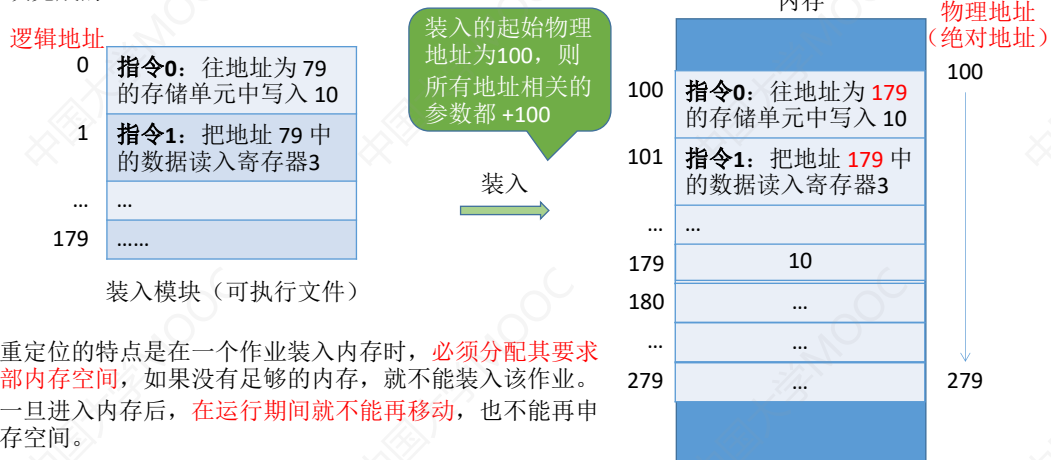 内存
物理地址
（绝对地址）
逻辑地址
装入的起始物理
地址为100，则
所有地址相关的
参数都 +100
0
指令0：往地址为 79
的存储单元中写入 10
1
指令1：把地址 79 中
的数据读入寄存器3
...
...
179
......
装入模块（可执行文件）
装入
100
指令0：往地址为 179
的存储单元中写入 10
101
指令1：把地址 179 中
的数据读入寄存器3
...
...
179
10
180
...
...
...
279
...
100
279
重定位的特点是在一个作业装入内存时，必须分配其要求
部内存空间，如果没有足够的内存，就不能装入该作业。
一旦进入内存后，在运行期间就不能再移动，也不能再申
存空间。
中国大学MOOC